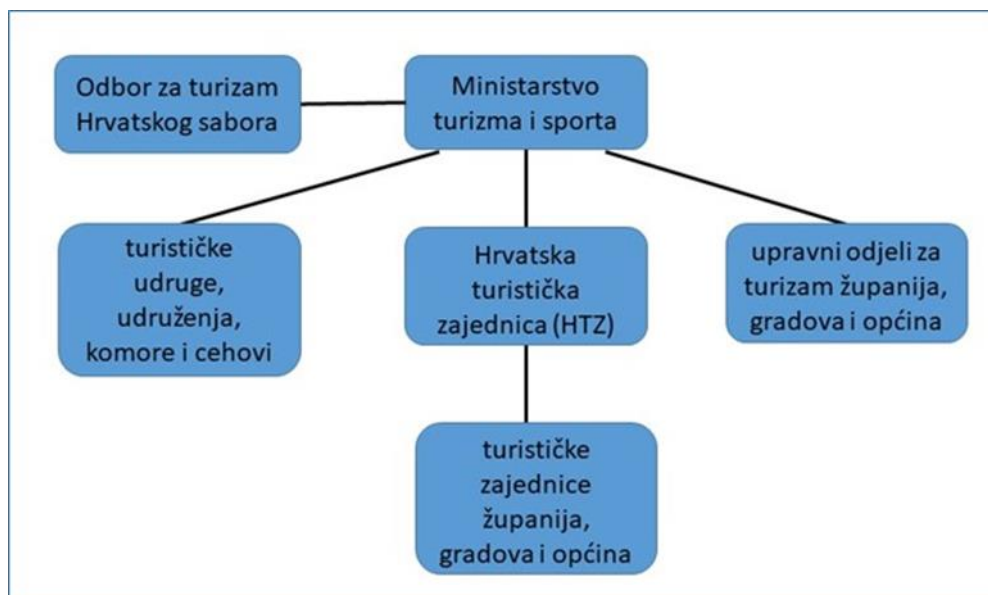 Odbor za turizam
Hrvatskog sabora
Ministarstvo
turizma i sporta
turističke
udruge,
udruženja,
komore i cehovi
Hrvatska
turistička
zajednica (HTZ)
upravni odjeli za
turizam županija,
gradova i općina
turističke
zajednice
županija,
gradova i općina